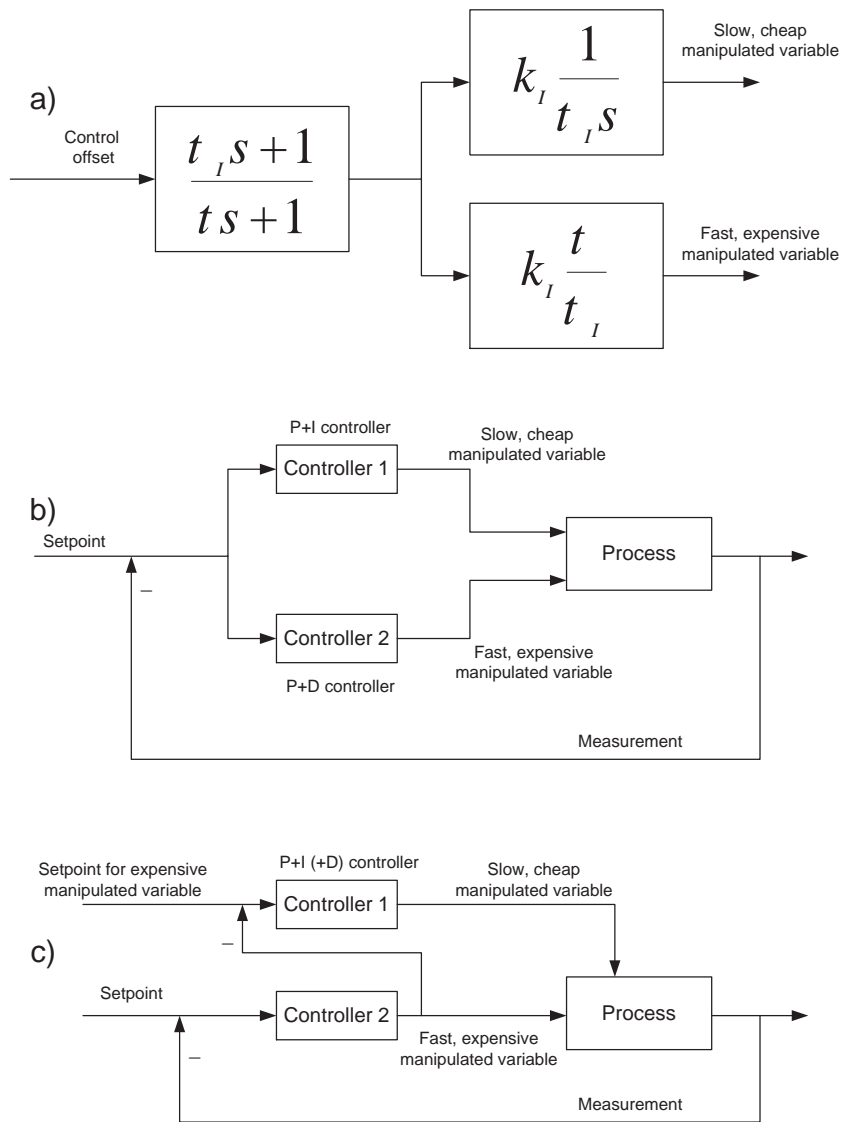 a)
Control
offset
t_I s + 1
t s + 1
k_I 1
t_I s
Slow, cheap
manipulated variable
k_I t
t_I
Fast, expensive
manipulated variable
b)
P+I controller
Controller 1
Slow, cheap
manipulated variable
Setpoint
–
Process
Controller 2
P+D controller
Fast, expensive
manipulated variable
Measurement
c)
Setpoint for expensive
manipulated variable
P+I (+D) controller
Controller 1
Slow, cheap
manipulated variable
–
Setpoint
Controller 2
Process
Fast, expensive
manipulated variable
–
Measurement